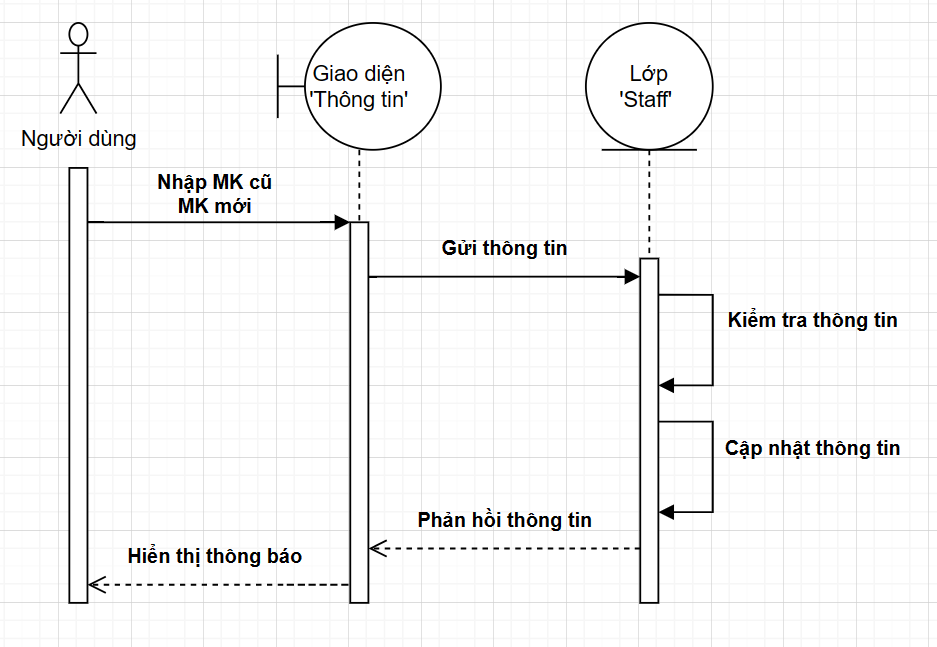 Giao diện
'Thông tin'
Lớp
'Staff'
Người dùng
Nhập MK cũ
MK mới
Gửi thông tin
Kiểm tra thông tin
Cập nhật thông tin
Phản hồi thông tin
Hiển thị thông báo